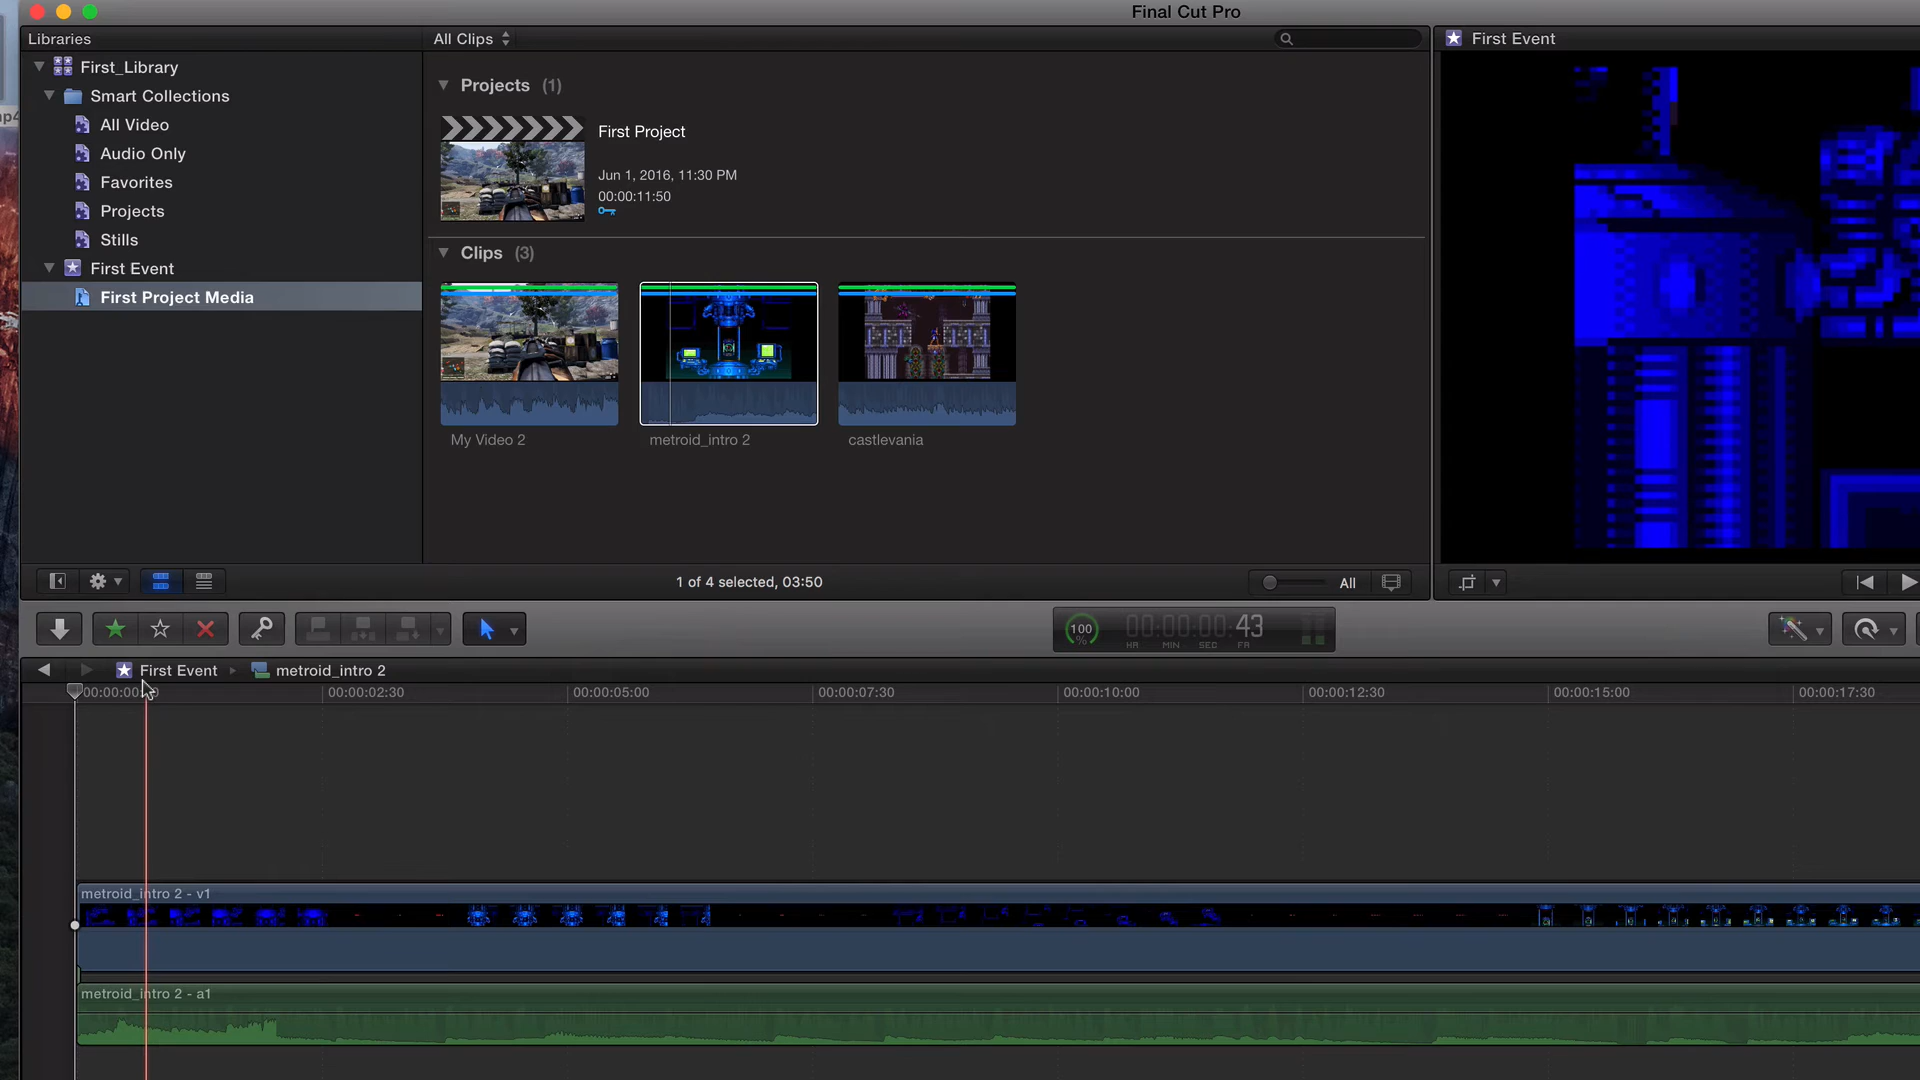 Final Cut Pro
Libraries
All Clips
First Event
First_Library
Smart Collections
All Video
Audio Only
Favorites
Projects
Stills
First Event
First Project Media
Projects (1)
First Project
Jun 1, 2016, 11:30 PM
00:00:11:50
Clips (3)
My Video 2
metroid_intro 2
castlevania
1 of 4 selected, 03:50
All
100
%
00:00:00:43
HR MIN SEC FR
First Event
metroid_intro 2
00:00:02:30
00:00:05:00
00:00:07:30
00:00:10:00
00:00:12:30
00:00:15:00
00:00:17:30
metroid_intro 2 - v1
metroid_intro 2 - a1